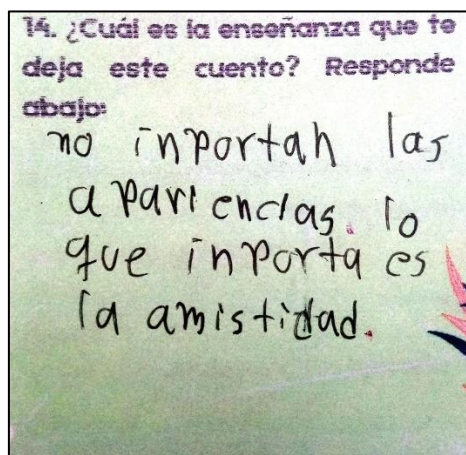 14. ¿Cuál es la enseñanza que te
deja este cuento? Responde
abajo:
no inportan las
apariencias. lo
que inporta es
la amistidad.